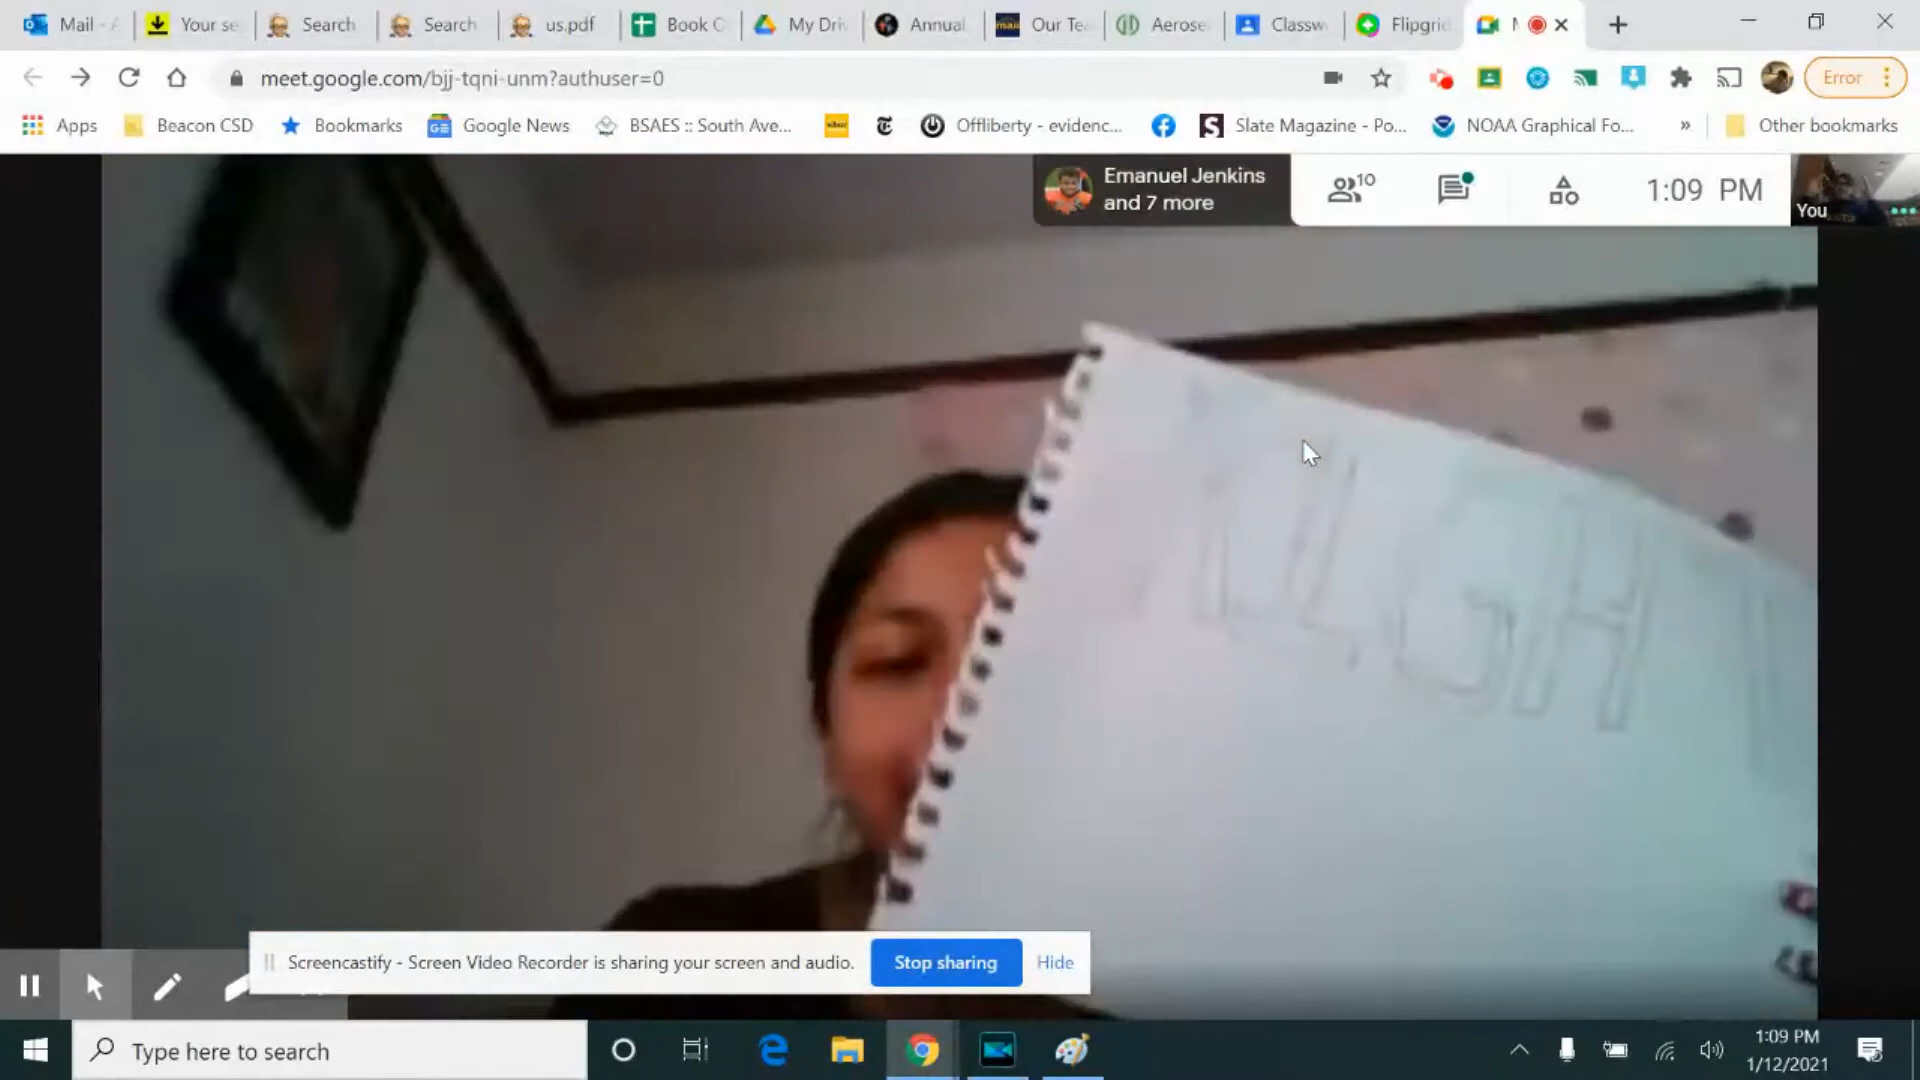 Mail - A
Your se
Search
Search
us.pdf
Book C
My Dri
Annual
Our Te
Aerose
Classw
Flipgrid
meet.google.com/bjj-tqni-unm?authuser=0
Error
Apps
Beacon CSD
Bookmarks
Google News
BSAES :: South Ave...
Offliberty - evidenc...
Slate Magazine - Po...
NOAA Graphical Fo...
»
Other bookmarks
Emanuel Jenkins
and 7 more
10
1:09 PM
You
Screencastify - Screen Video Recorder is sharing your screen and audio.
Stop sharing
Hide
Type here to search
1:09 PM
1/12/2021